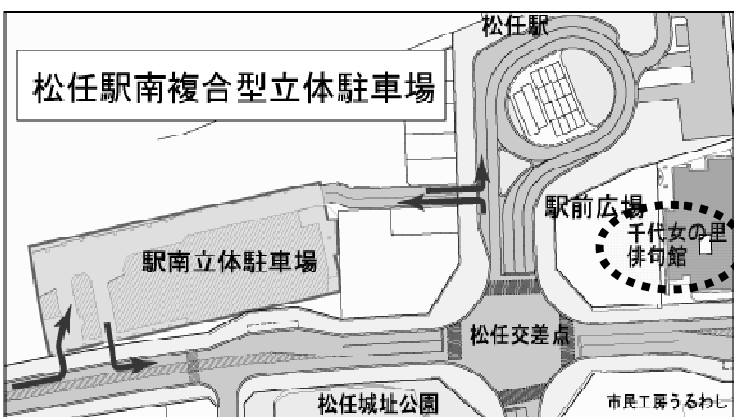 松任駅
松任駅南複合型立体駐車場
駅前広場
千代女の里
俳句館
駅南立体駐車場
松任交差点
松任城址公園
市民工房うるわし